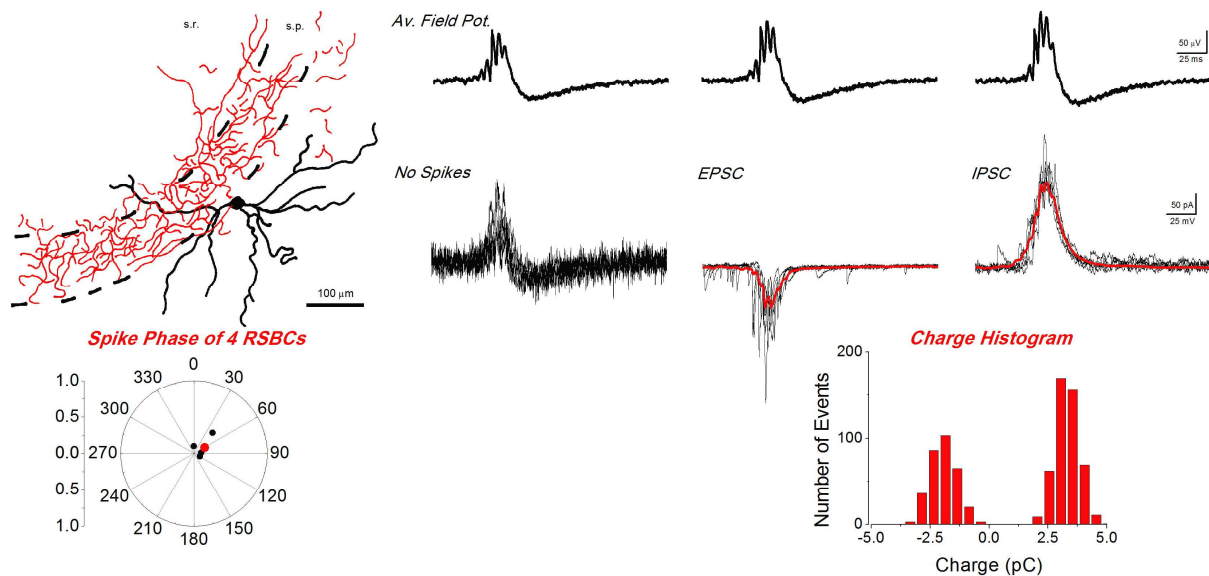 s.r.
s.p.
Av. Field Pot.
50 µV
25 ms
No Spikes
EPSC
IPSC
50 pA
25 mV
100 µm
Spike Phase of 4 RSBCs
1.0
0.5
0.0
0.5
1.0
0
30
60
90
120
150
180
210
240
270
300
330
Charge Histogram
Number of Events
200
100
0
-5.0
-2.5
0.0
2.5
5.0
Charge (pC)